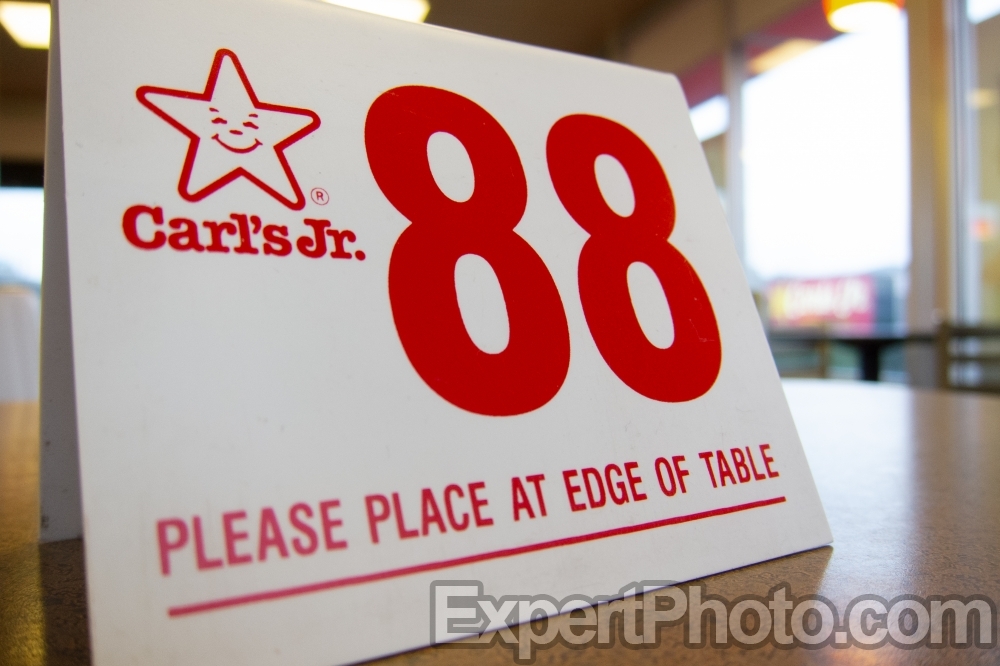 88
®
Carl's Jr.
PLEASE PLACE AT EDGE OF TABLE
ExpertPhoto.com